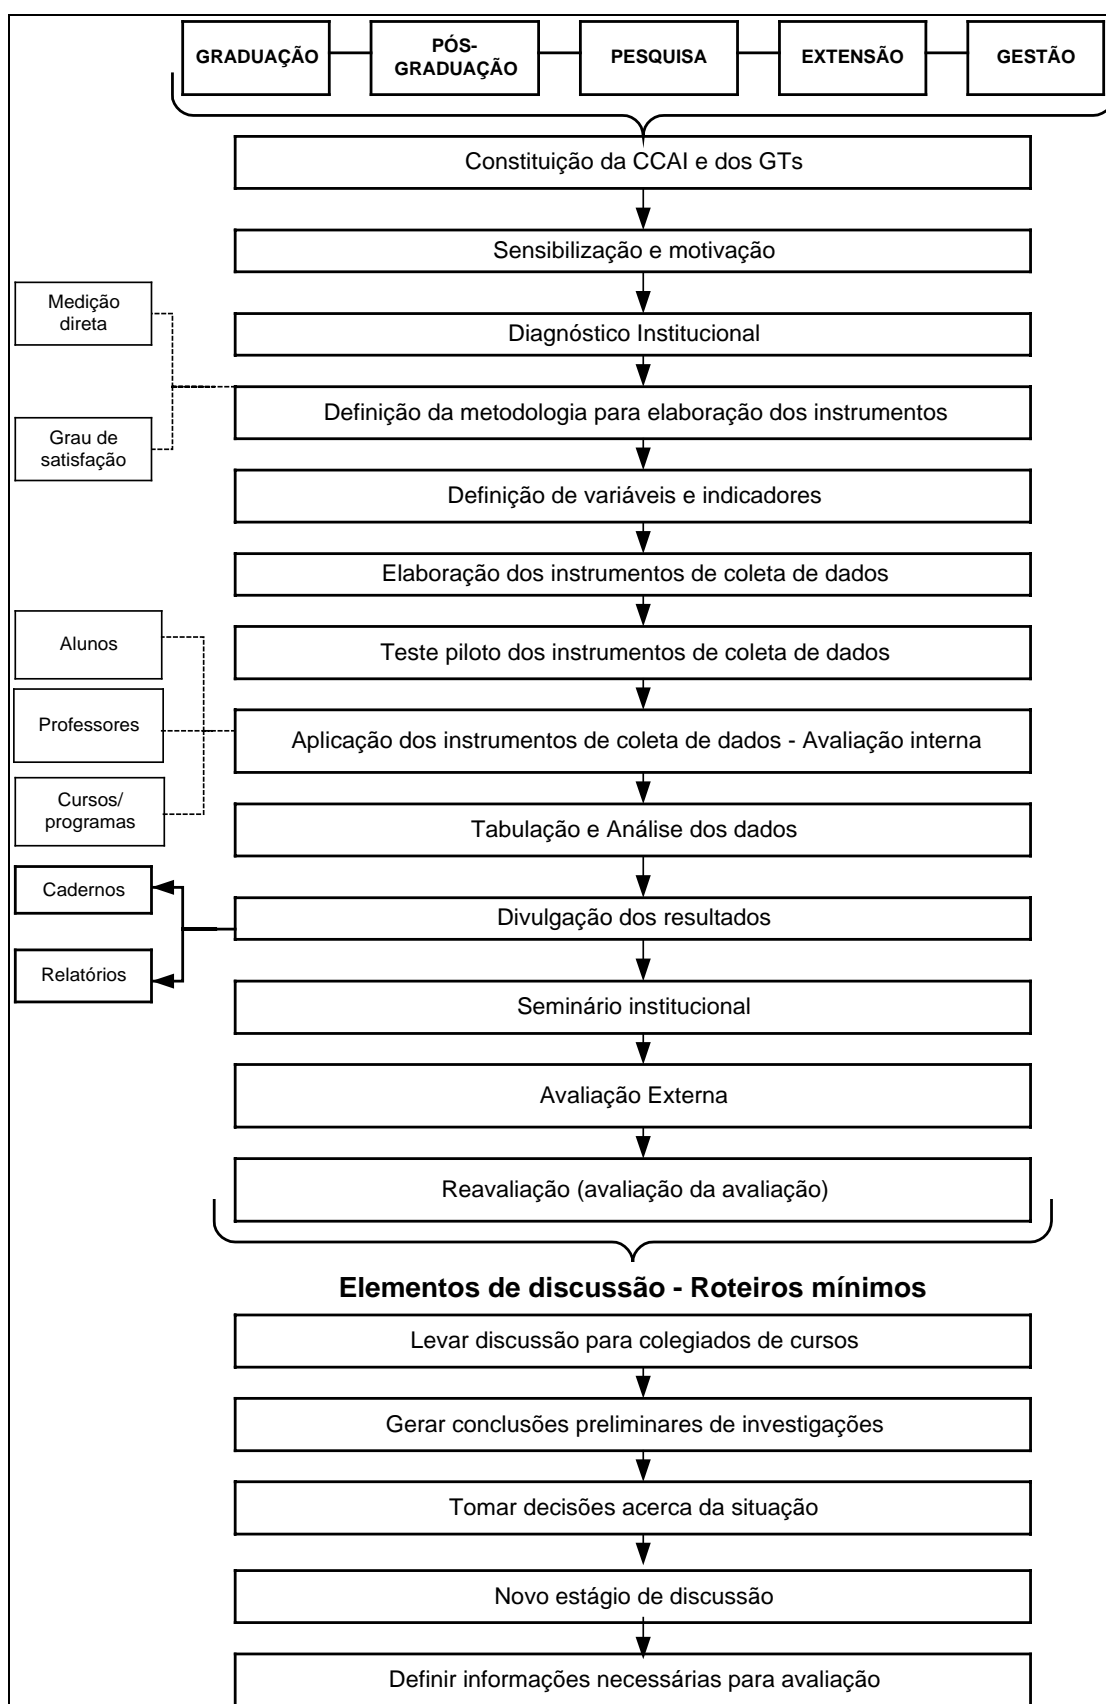 GRADUAÇÃO
PÓS-
GRADUAÇÃO
PESQUISA
EXTENSÃO
GESTÃO
Constituição da CCAI e dos GTs
Sensibilização e motivação
Medição
direta
Diagnóstico Institucional
Definição da metodologia para elaboração dos instrumentos
Grau de
satisfação
Definição de variáveis e indicadores
Elaboração dos instrumentos de coleta de dados
Alunos
Teste piloto dos instrumentos de coleta de dados
Professores
Aplicação dos instrumentos de coleta de dados - Avaliação interna
Cursos/
programas
Tabulação e Análise dos dados
Cadernos
Divulgação dos resultados
Relatórios
Seminário institucional
Avaliação Externa
Reavaliação (avaliação da avaliação)
Elementos de discussão - Roteiros mínimos
Levar discussão para colegiados de cursos
Gerar conclusões preliminares de investigações
Tomar decisões acerca da situação
Novo estágio de discussão
Definir informações necessárias para avaliação